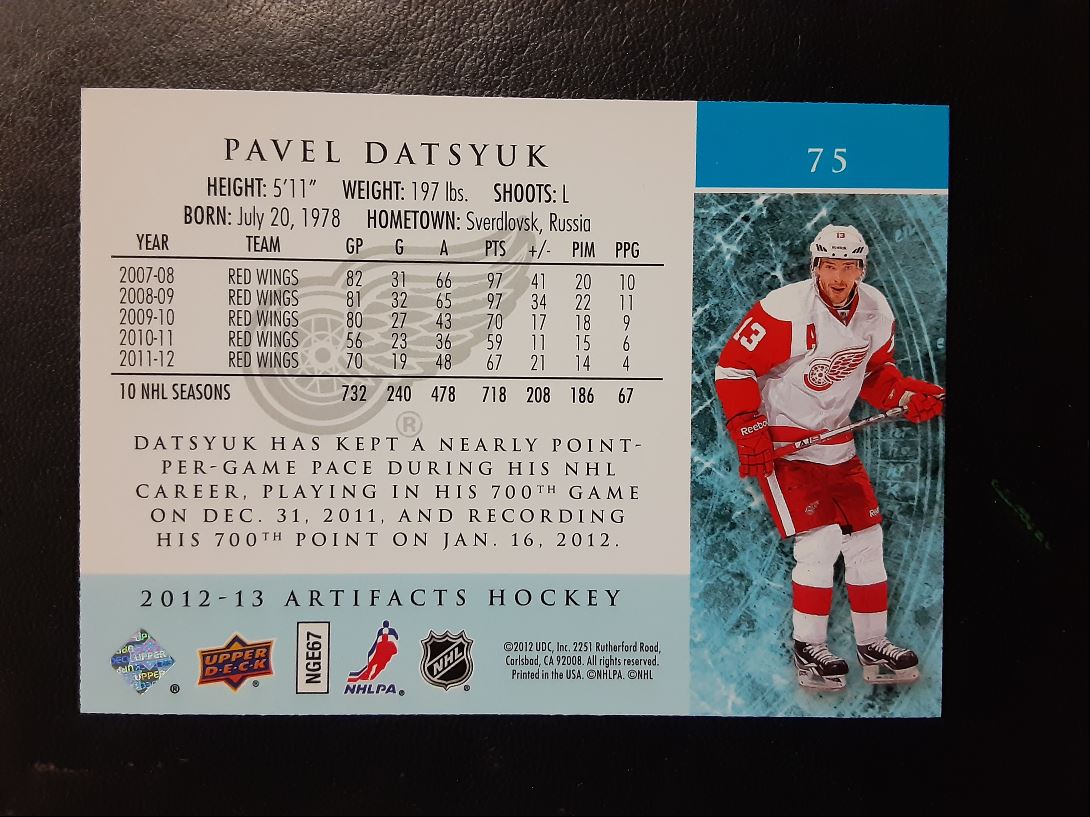 PAVEL DATSYUK
75
HEIGHT: 5'11" WEIGHT: 197 lbs. SHOOTS: L
BORN: July 20, 1978 HOMETOWN: Sverdlovsk, Russia
YEAR TEAM GP G A PTS +/- PIM PPG
2007-08 RED WINGS 82 31 66 97 41 20 10
2008-09 RED WINGS 81 32 65 97 34 22 11
2009-10 RED WINGS 80 27 43 70 17 18 9
2010-11 RED WINGS 56 23 36 59 11 15 6
2011-12 RED WINGS 70 19 48 67 21 14 4
10 NHL SEASONS 732 240 478 718 208 186 67
®
DATSYUK HAS KEPT A NEARLY POINT-
PER-GAME PACE DURING HIS NHL
CAREER, PLAYING IN HIS 700TH GAME
ON DEC. 31, 2011, AND RECORDING
HIS 700TH POINT ON JAN. 16, 2012.
2012-13 ARTIFACTS HOCKEY
UPPER
®
UPPER
D·E·C·K
®
NGE67
NHLPA®
NHL
®
©2012 UDC, Inc. 2251 Rutherford Road,
Carlsbad, CA 92008. All rights reserved.
Printed in the USA. ©NHLPA. ©NHL
13
13
A
Reebok